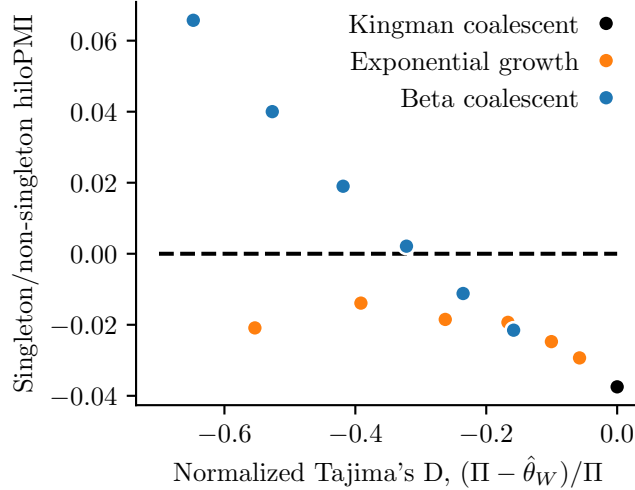 Kingman coalescent
Exponential growth
Beta coalescent
Singleton/non-singleton hiloPMI
0.06
0.04
0.02
0.00
−0.02
−0.04
−0.6
−0.4
−0.2
0.0
Normalized Tajima's D, (Π − θ̂_W)/Π